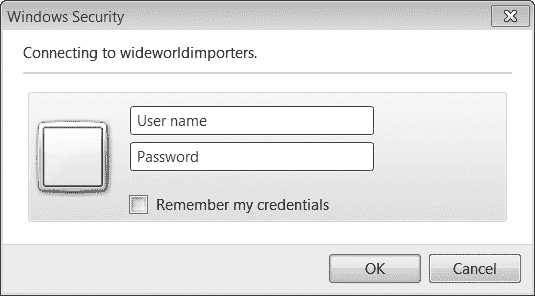 Windows Security
Connecting to wideworldimporters.
User name
Password
Remember my credentials
OK
Cancel